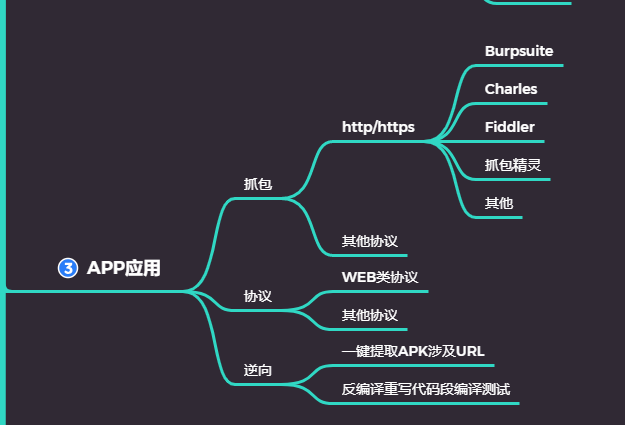 ③ APP应用
抓包
http/https
Burpsuite
Charles
Fiddler
抓包精灵
其他
其他协议
协议
WEB类协议
其他协议
逆向
一键提取APK涉及URL
反编译重写代码段编译测试